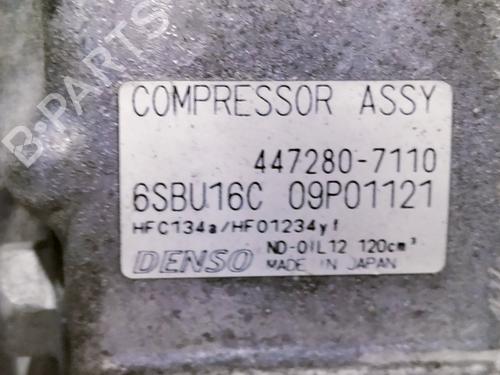 COMPRESSOR ASSY
447280-7110
6SBU16C 09P01121
HFC134a/HFO1234yf
DENSO ND-OIL12 120cm³
MADE IN JAPAN
B-PARTS